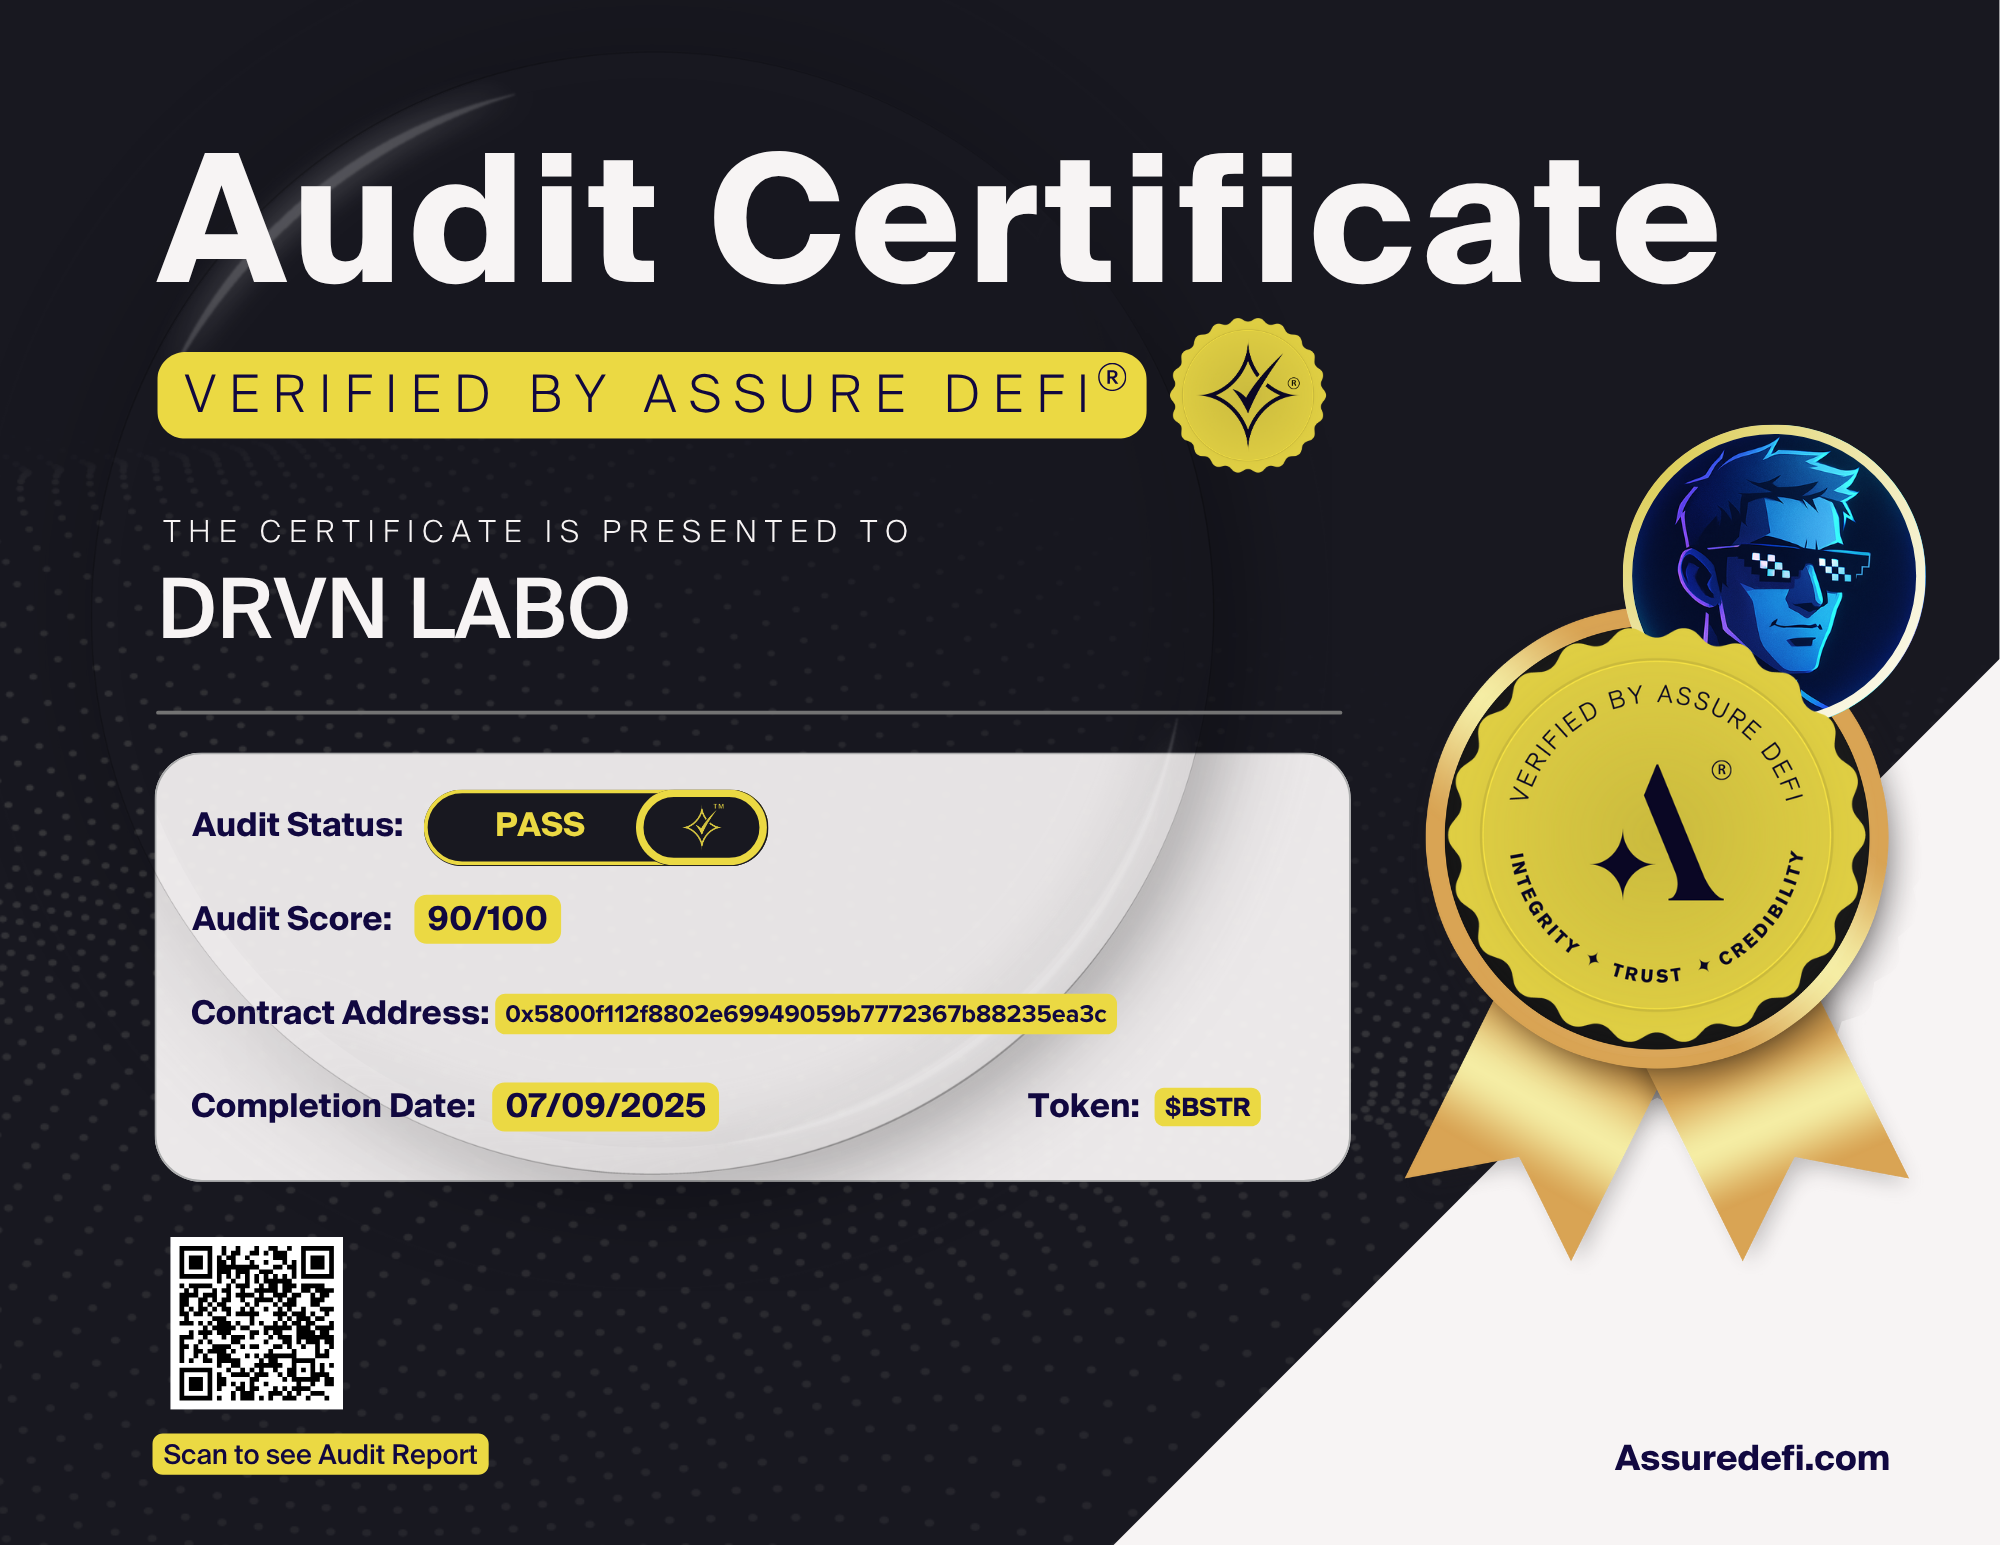 Audit Certificate
VERIFIED BY ASSURE DEFI®
®
THE CERTIFICATE IS PRESENTED TO
DRVN LABO
Audit Status: PASS TM
Audit Score: 90/100
Contract Address: 0x5800f112f8802e69949059b7772367b88235ea3c
Completion Date: 07/09/2025 Token: $BSTR
VERIFIED BY ASSURE DEFI
®
INTEGRITY ✦ TRUST ✦ CREDIBILITY
Scan to see Audit Report
Assuredefi.com